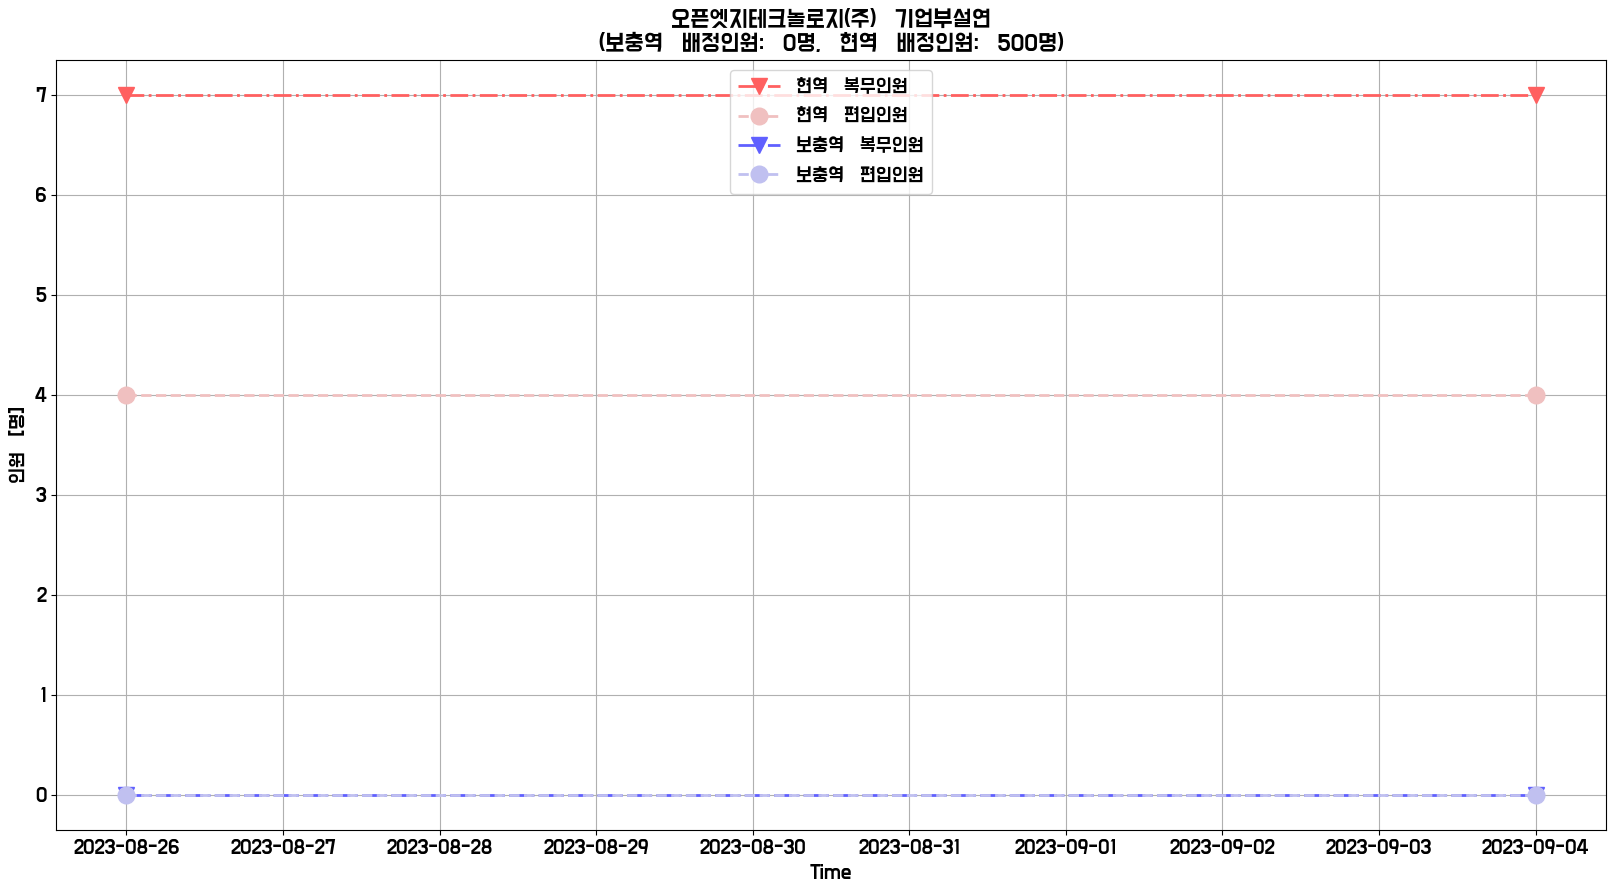 오픈엣지테크놀로지(주) 기업부설연
(보충역 배정인원: 0명, 현역 배정인원: 500명)
현역 복무인원
현역 편입인원
보충역 복무인원
보충역 편입인원
7
6
5
4
3
2
1
0
인원 [명]
2023-08-26 2023-08-27 2023-08-28 2023-08-29 2023-08-30 2023-08-31 2023-09-01 2023-09-02 2023-09-03 2023-09-04
Time